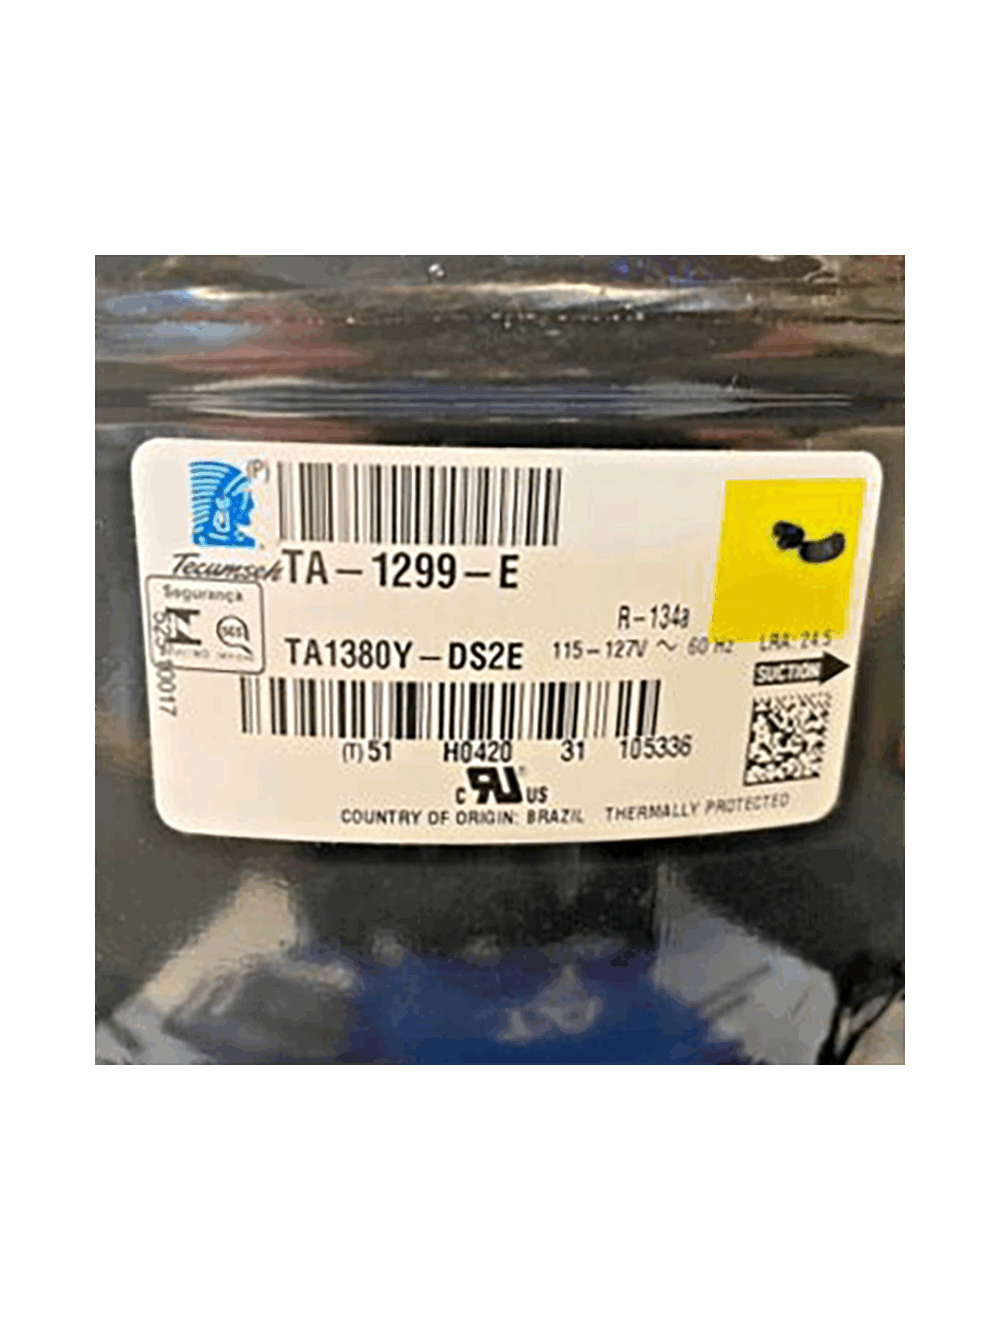 (P)
Tecumseh
TA-1299-E
Segurança
SGS
R-134a
TA1380Y-DS2E
115-127V ~ 60 Hz
LRA: 24.5
SUCTION
(T) 51 H0420 31 105336
C US
COUNTRY OF ORIGIN: BRAZIL THERMALLY PROTECTED